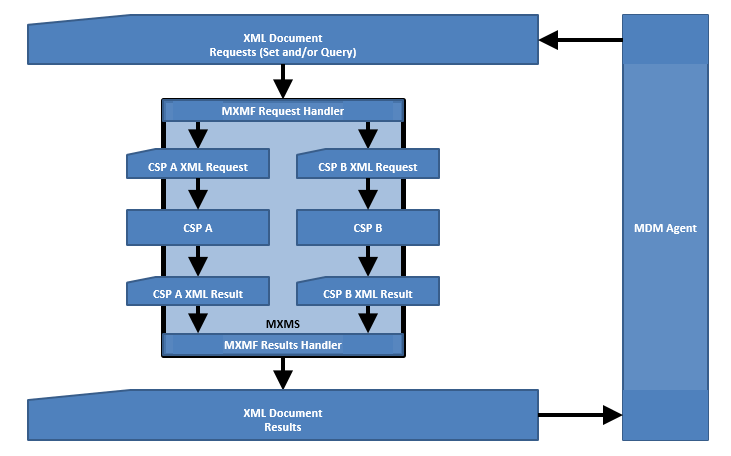 XML Document
Requests (Set and/or Query)
MXMF Request Handler
CSP A XML Request
CSP B XML Request
CSP A
CSP B
MDM Agent
CSP A XML Result
CSP B XML Result
MXMS
MXMF Results Handler
XML Document
Results